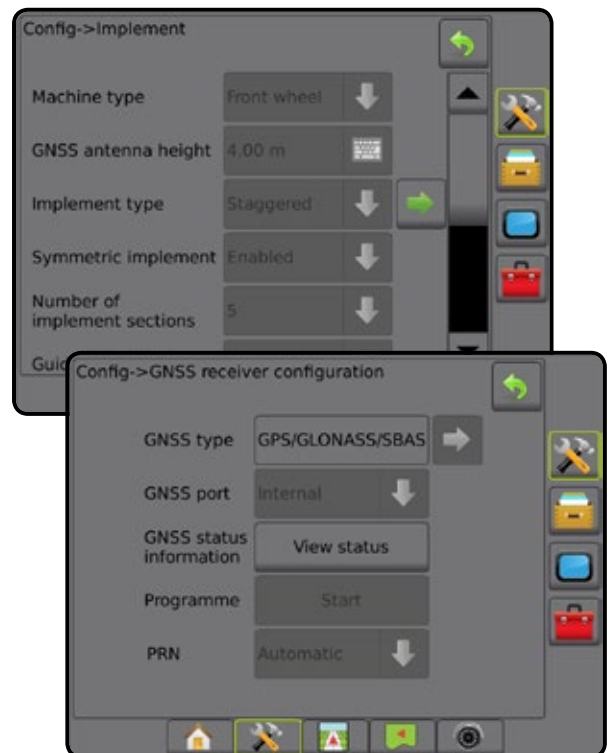 Config->Implement
Machine type Front wheel
GNSS antenna height 4,00 m
Implement type Staggered
Symmetric implement Enabled
Number of
implement sections 5
Config->GNSS receiver configuration
GNSS type GPS/GLONASS/SBAS
GNSS port Internal
GNSS status
information View status
Programme Start
PRN Automatic